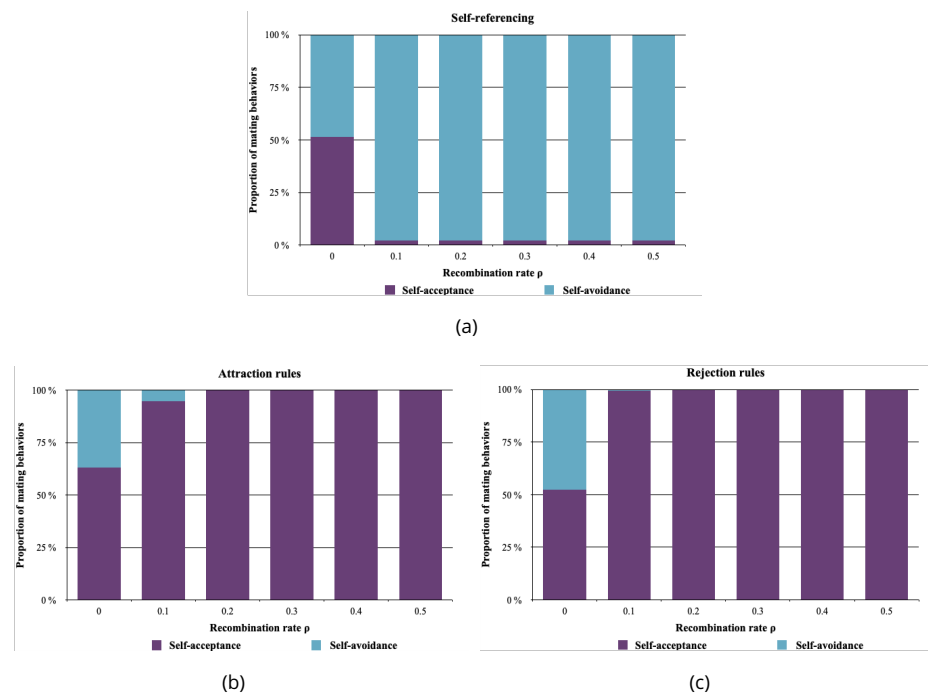 Self-referencing
Proportion of mating behaviors
100 %
75 %
50 %
25 %
0 %
0 0.1 0.2 0.3 0.4 0.5
Recombination rate ρ
Self-acceptance Self-avoidance
(a)
Attraction rules
Proportion of mating behaviors
100 %
75 %
50 %
25 %
0 %
0 0.1 0.2 0.3 0.4 0.5
Recombination rate ρ
Self-acceptance Self-avoidance
(b)
Rejection rules
Proportion of mating behaviors
100 %
75 %
50 %
25 %
0 %
0 0.1 0.2 0.3 0.4 0.5
Recombination rate ρ
Self-acceptance Self-avoidance
(c)